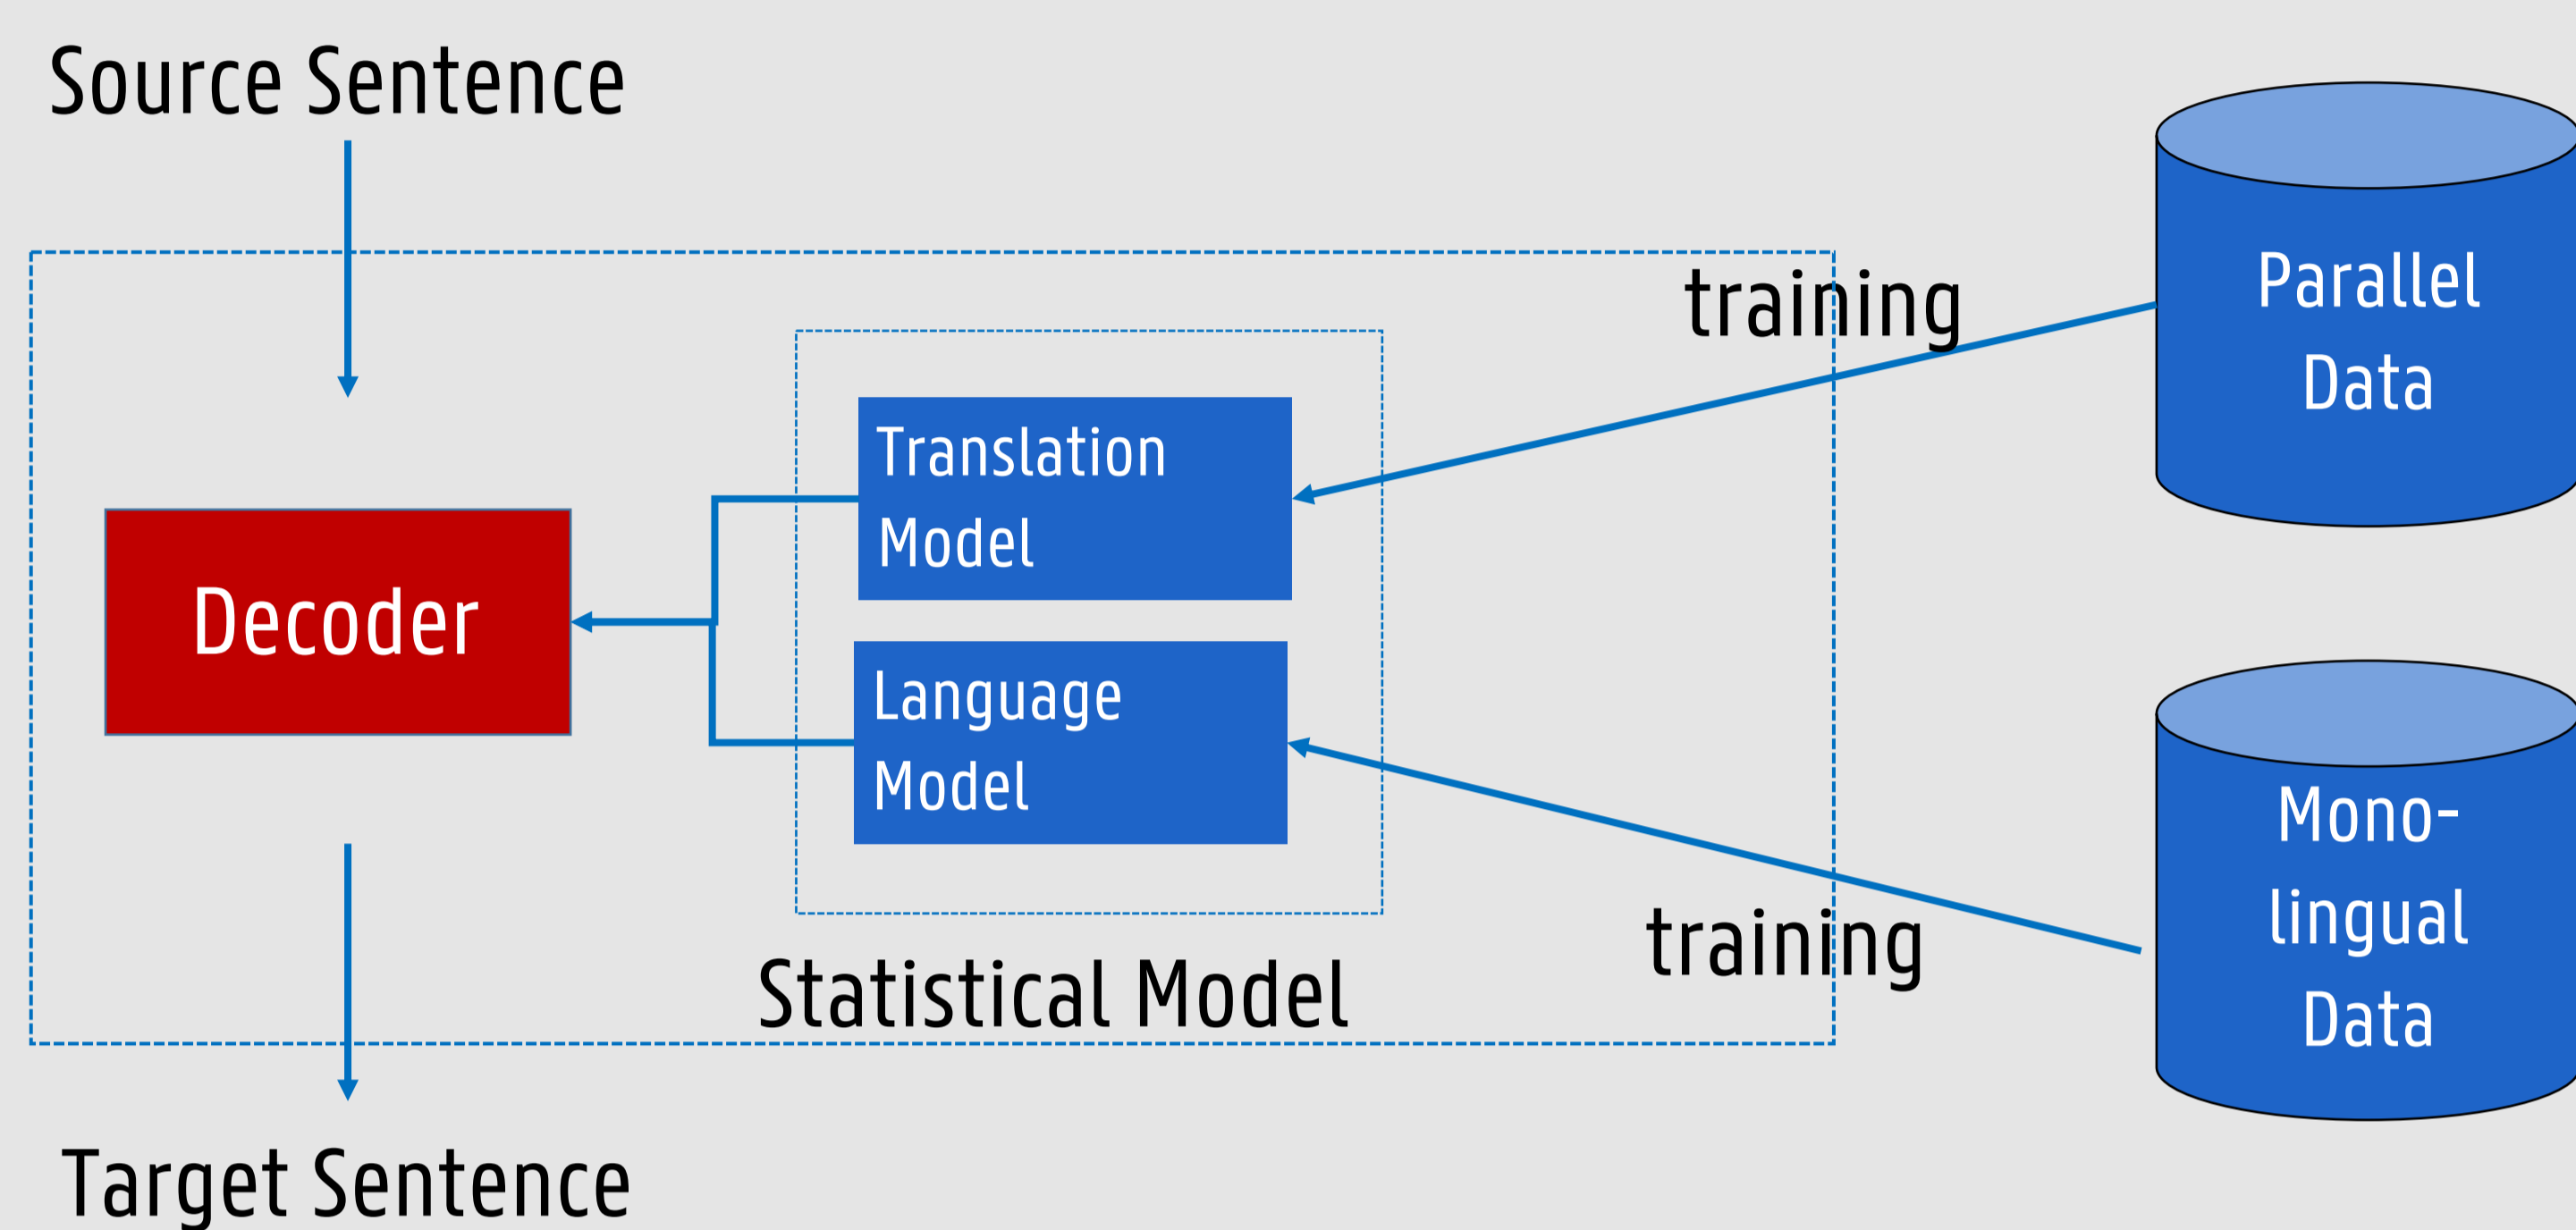 Source Sentence
training
Parallel
Data
Translation
Model
Decoder
Language
Model
Mono-
lingual
Data
training
Statistical Model
Target Sentence